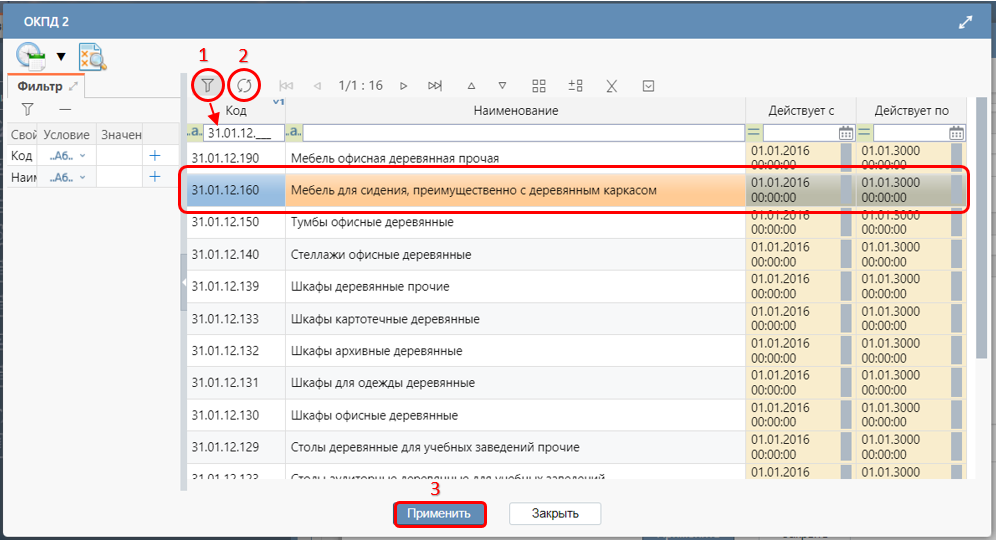 ОКПД 2
1
2
Фильтр
1/1 : 16
Свой Условие Значен
Код ..Аб..
Наим ..Аб..
Код Наименование Действует с Действует по
..а. 31.01.12.___ ..а. = =
31.01.12.190 Мебель офисная деревянная прочая 01.01.2016 00:00:00 01.01.3000 00:00:00
31.01.12.160 Мебель для сидения, преимущественно с деревянным каркасом 01.01.2016 00:00:00 01.01.3000 00:00:00
31.01.12.150 Тумбы офисные деревянные 01.01.2016 00:00:00 01.01.3000 00:00:00
31.01.12.140 Стеллажи офисные деревянные 01.01.2016 00:00:00 01.01.3000 00:00:00
31.01.12.139 Шкафы деревянные прочие 01.01.2016 00:00:00 01.01.3000 00:00:00
31.01.12.133 Шкафы картотечные деревянные 01.01.2016 00:00:00 01.01.3000 00:00:00
31.01.12.132 Шкафы архивные деревянные 01.01.2016 00:00:00 01.01.3000 00:00:00
31.01.12.131 Шкафы для одежды деревянные 01.01.2016 00:00:00 01.01.3000 00:00:00
31.01.12.130 Шкафы офисные деревянные 01.01.2016 00:00:00 01.01.3000 00:00:00
31.01.12.129 Столы деревянные для учебных заведений прочие 01.01.2016 00:00:00 01.01.3000 00:00:00
31.01.12.123 Столы аудиторные деревянные для учебных заведений 01.01.2016 01.01.3000
3
Применить Закрыть